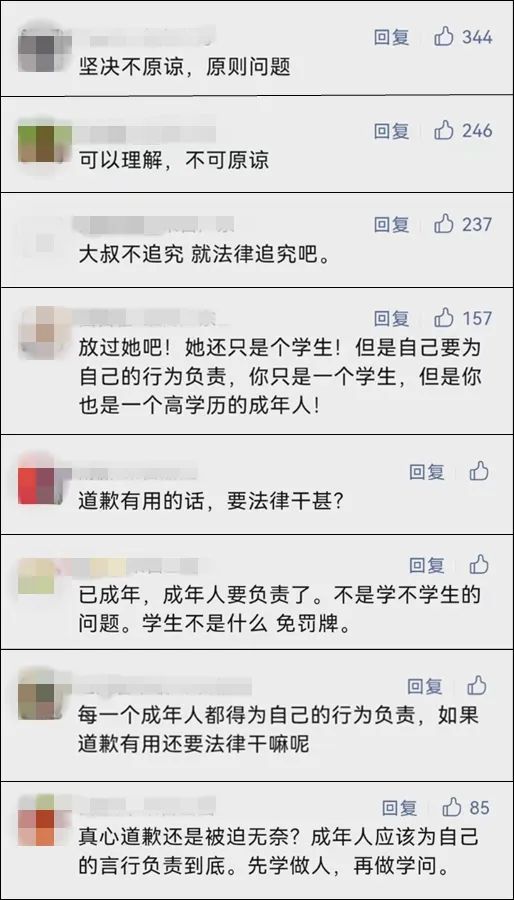 回复 344
坚决不原谅，原则问题
回复 246
可以理解，不可原谅
回复 237
大叔不追究 就法律追究吧。
回复 157
放过她吧！她还只是个学生！但是自己要为
自己的行为负责，你只是一个学生，但是你
也是一个高学历的成年人！
回复
道歉有用的话，要法律干甚？
回复
已成年，成年人要负责了。不是学不学生的
问题。学生不是什么 免罚牌。
回复
每一个成年人都得为自己的行为负责，如果
道歉有用还要法律干嘛呢
回复 85
真心道歉还是被迫无奈？成年人应该为自己
的言行负责到底。先学做人，再做学问。